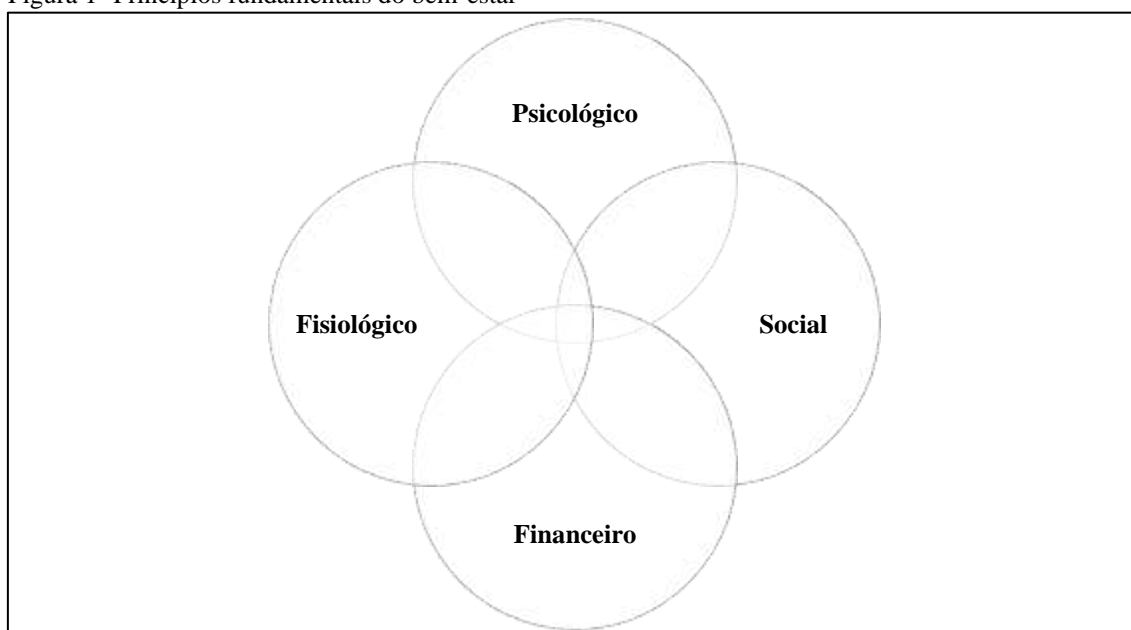 Figura 1- Princípios fundamentais do bem-estar
Psicológico
Fisiológico
Social
Financeiro